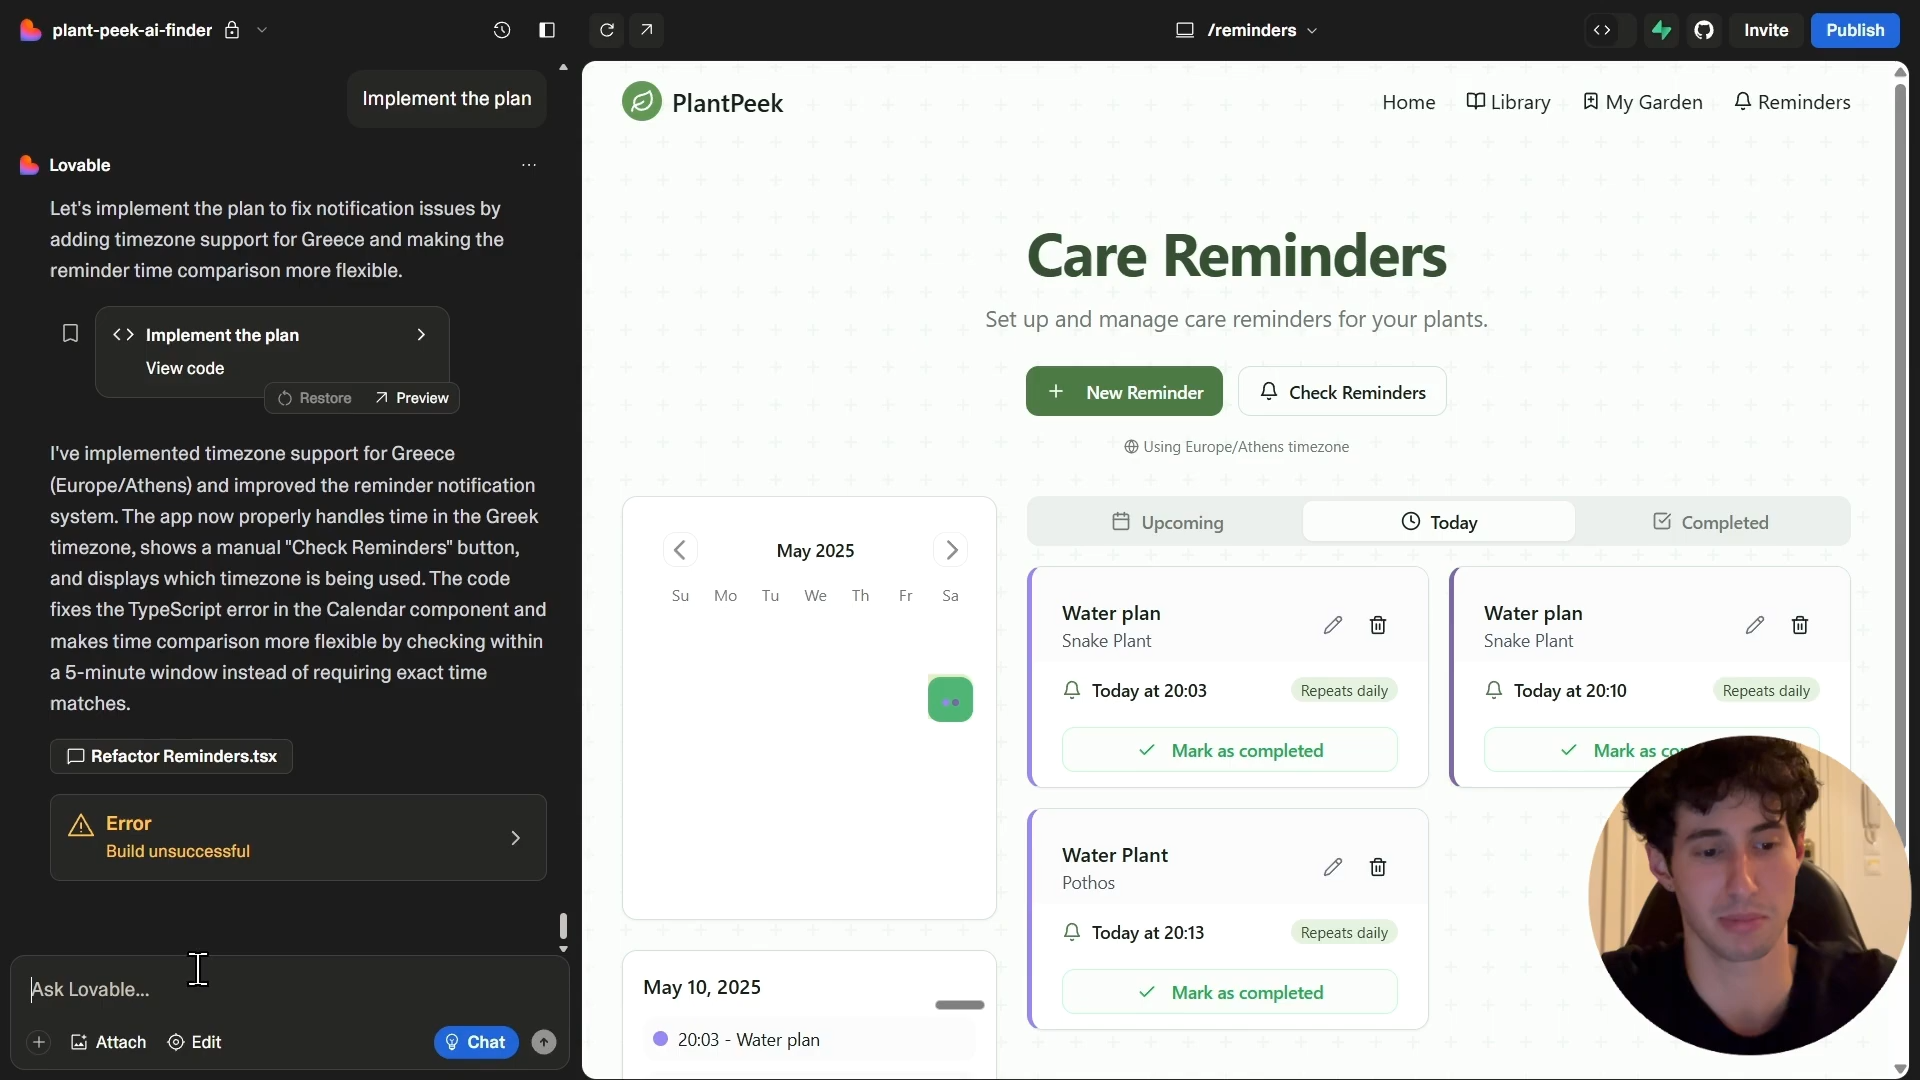 plant-peek-ai-finder
/reminders
Invite
Publish
Implement the plan
Lovable
Let's implement the plan to fix notification issues by
adding timezone support for Greece and making the
reminder time comparison more flexible.
Implement the plan
View code
Restore
Preview
I've implemented timezone support for Greece
(Europe/Athens) and improved the reminder notification
system. The app now properly handles time in the Greek
timezone, shows a manual "Check Reminders" button,
and displays which timezone is being used. The code
fixes the TypeScript error in the Calendar component and
makes time comparison more flexible by checking within
a 5-minute window instead of requiring exact time
matches.
Refactor Reminders.tsx
Error
Build unsuccessful
Ask Lovable...
Attach
Edit
Chat
PlantPeek
Home
Library
My Garden
Reminders
Care Reminders
Set up and manage care reminders for your plants.
New Reminder
Check Reminders
Using Europe/Athens timezone
May 2025
Su Mo Tu We Th Fr Sa
May 10, 2025
20:03 - Water plan
Upcoming
Today
Completed
Water plan
Snake Plant
Today at 20:03
Repeats daily
Mark as completed
Water plan
Snake Plant
Today at 20:10
Repeats daily
Mark as co
Water Plant
Pothos
Today at 20:13
Repeats daily
Mark as completed